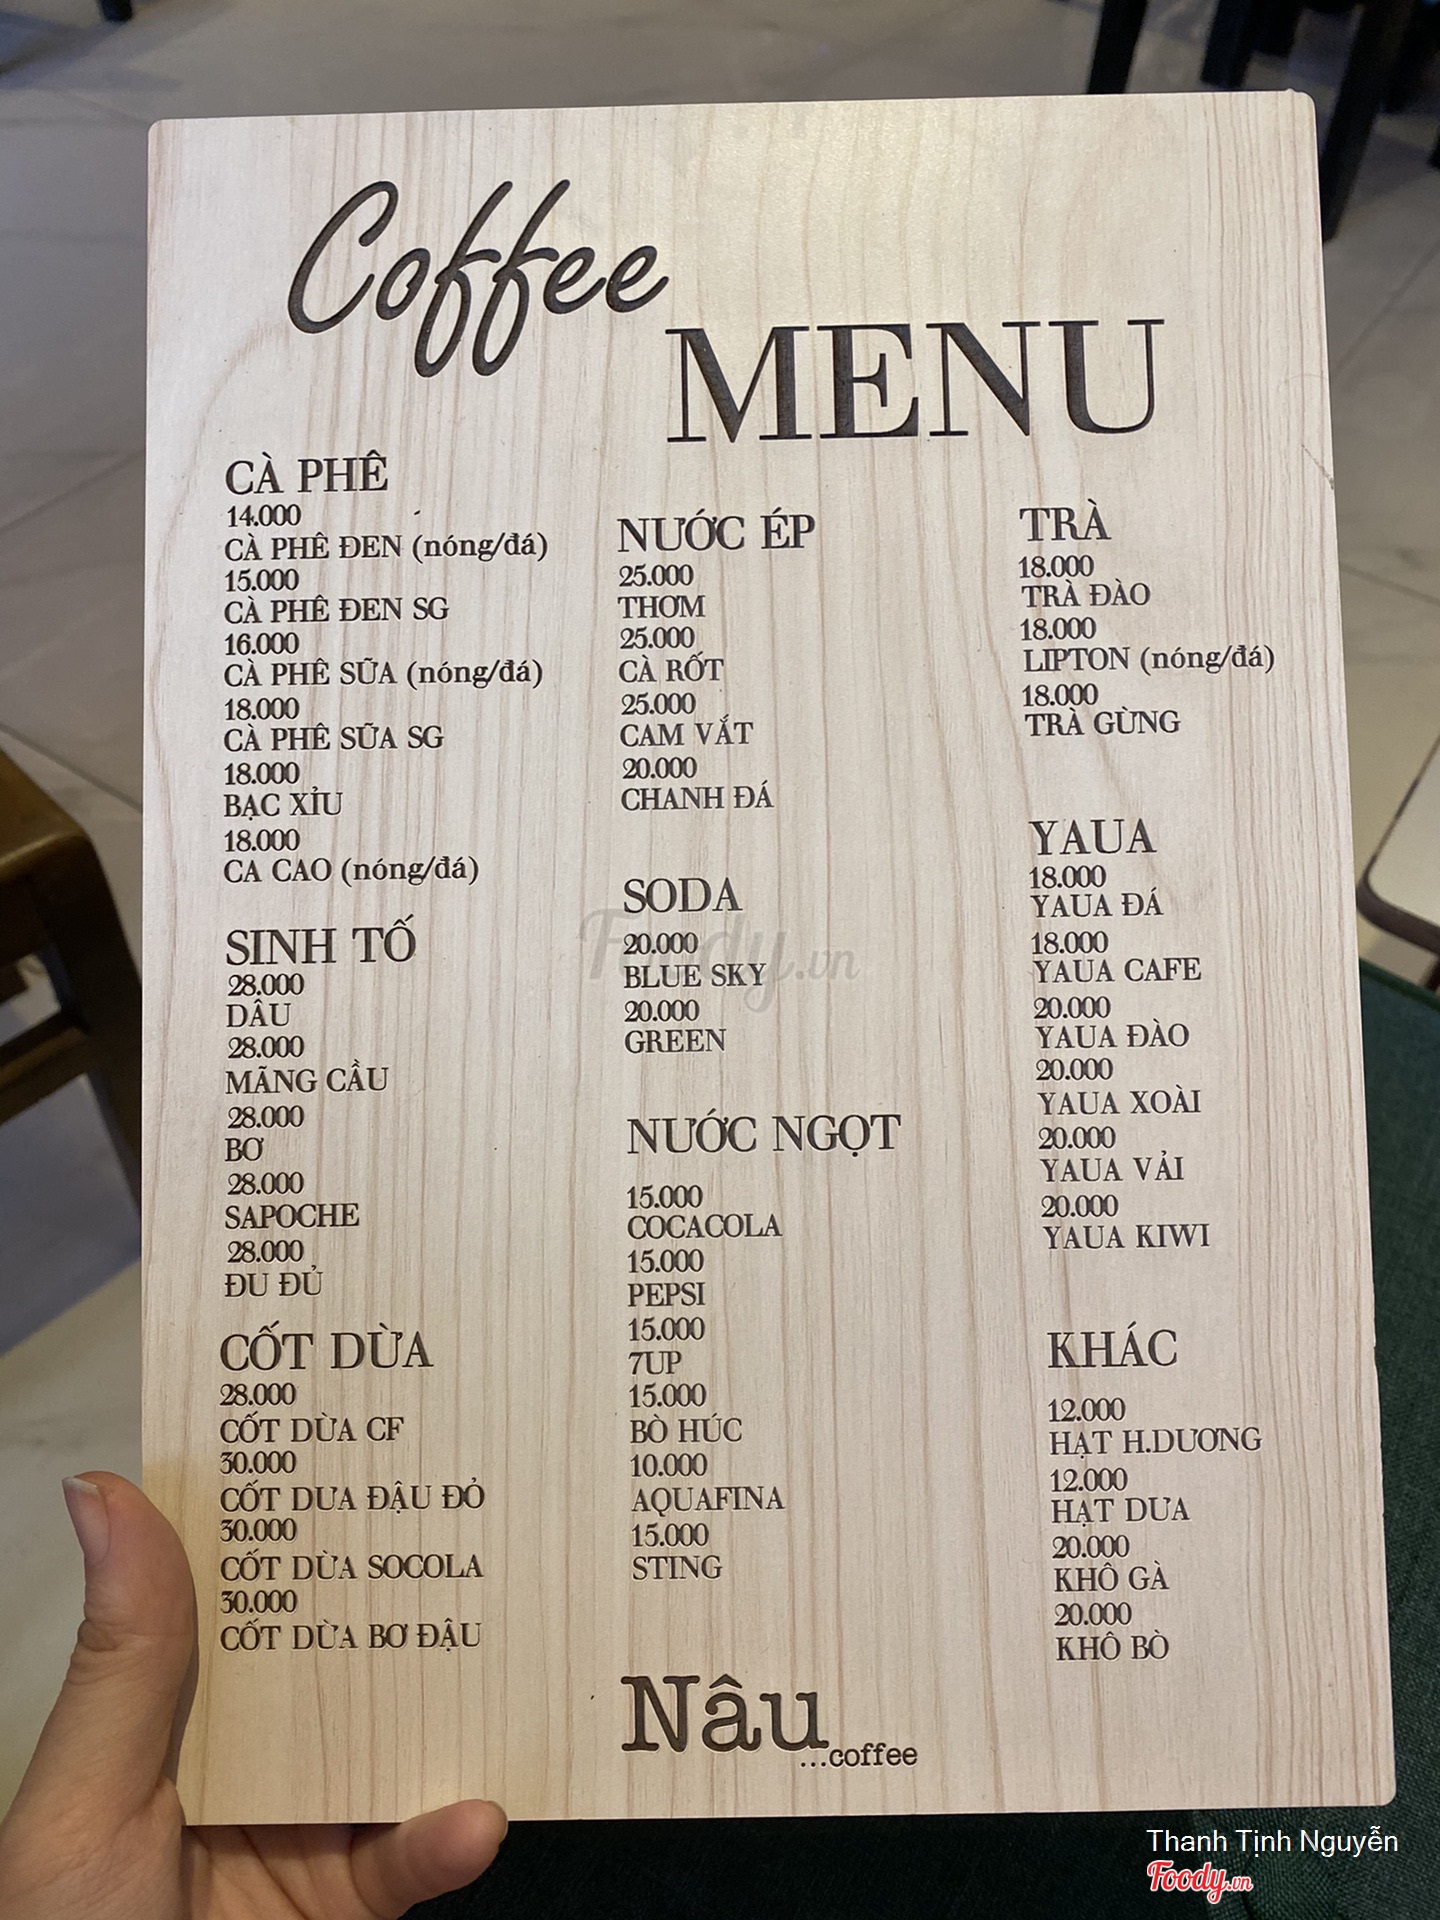 Coffee
MENU
CÀ PHÊ
14.000
CÀ PHÊ ĐEN (nóng/đá)
15.000
CÀ PHÊ ĐEN SG
16.000
CÀ PHÊ SỮA (nóng/đá)
18.000
CÀ PHÊ SỮA SG
18.000
BẠC XỈU
18.000
CA CAO (nóng/đá)
SINH TỐ
28.000
DÂU
28.000
MÃNG CẦU
28.000
BƠ
28.000
SAPOCHE
28.000
ĐU ĐỦ
CỐT DỪA
28.000
CỐT DỪA CF
30.000
CỐT DƯA ĐẬU ĐỎ
30.000
CỐT DỪA SOCOLA
30.000
CỐT DỪA BƠ ĐẬU
NƯỚC ÉP
25.000
THƠM
25.000
CÀ RỐT
25.000
CAM VẮT
20.000
CHANH ĐÁ
SODA
20.000
BLUE SKY
20.000
GREEN
NƯỚC NGỌT
15.000
COCACOLA
15.000
PEPSI
15.000
7UP
15.000
BÒ HÚC
10.000
AQUAFINA
15.000
STING
TRÀ
18.000
TRÀ ĐÀO
18.000
LIPTON (nóng/đá)
18.000
TRÀ GỪNG
YAUA
18.000
YAUA ĐÁ
18.000
YAUA CAFE
20.000
YAUA ĐÀO
20.000
YAUA XOÀI
20.000
YAUA VẢI
20.000
YAUA KIWI
KHÁC
12.000
HẠT H.DƯƠNG
12.000
HẠT DƯA
20.000
KHÔ GÀ
20.000
KHÔ BÒ
Nâu
...coffee
Foody.vn
Thanh Tịnh Nguyễn
Foody.vn